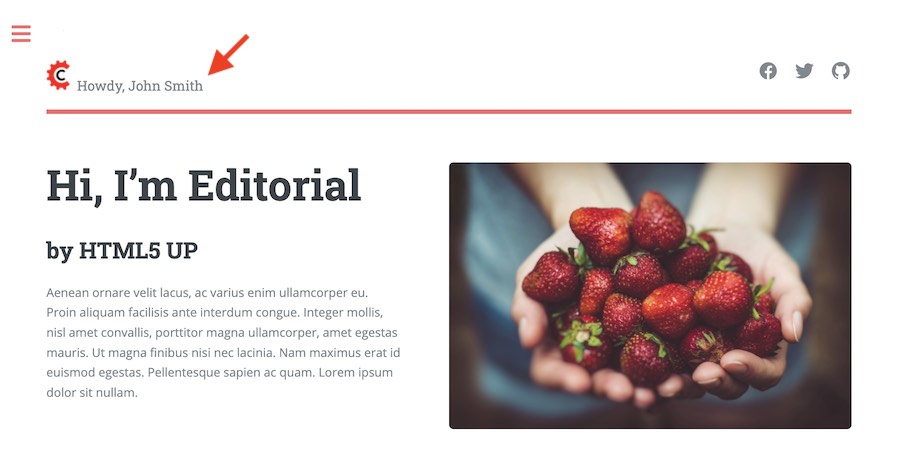 C
Howdy, John Smith
Hi, I’m Editorial
by HTML5 UP
Aenean ornare velit lacus, ac varius enim ullamcorper eu.
Proin aliquam facilisis ante interdum congue. Integer mollis,
nisl amet convallis, porttitor magna ullamcorper, amet egestas
mauris. Ut magna finibus nisi nec lacinia. Nam maximus erat id
euismod egestas. Pellentesque sapien ac quam. Lorem ipsum
dolor sit nullam.